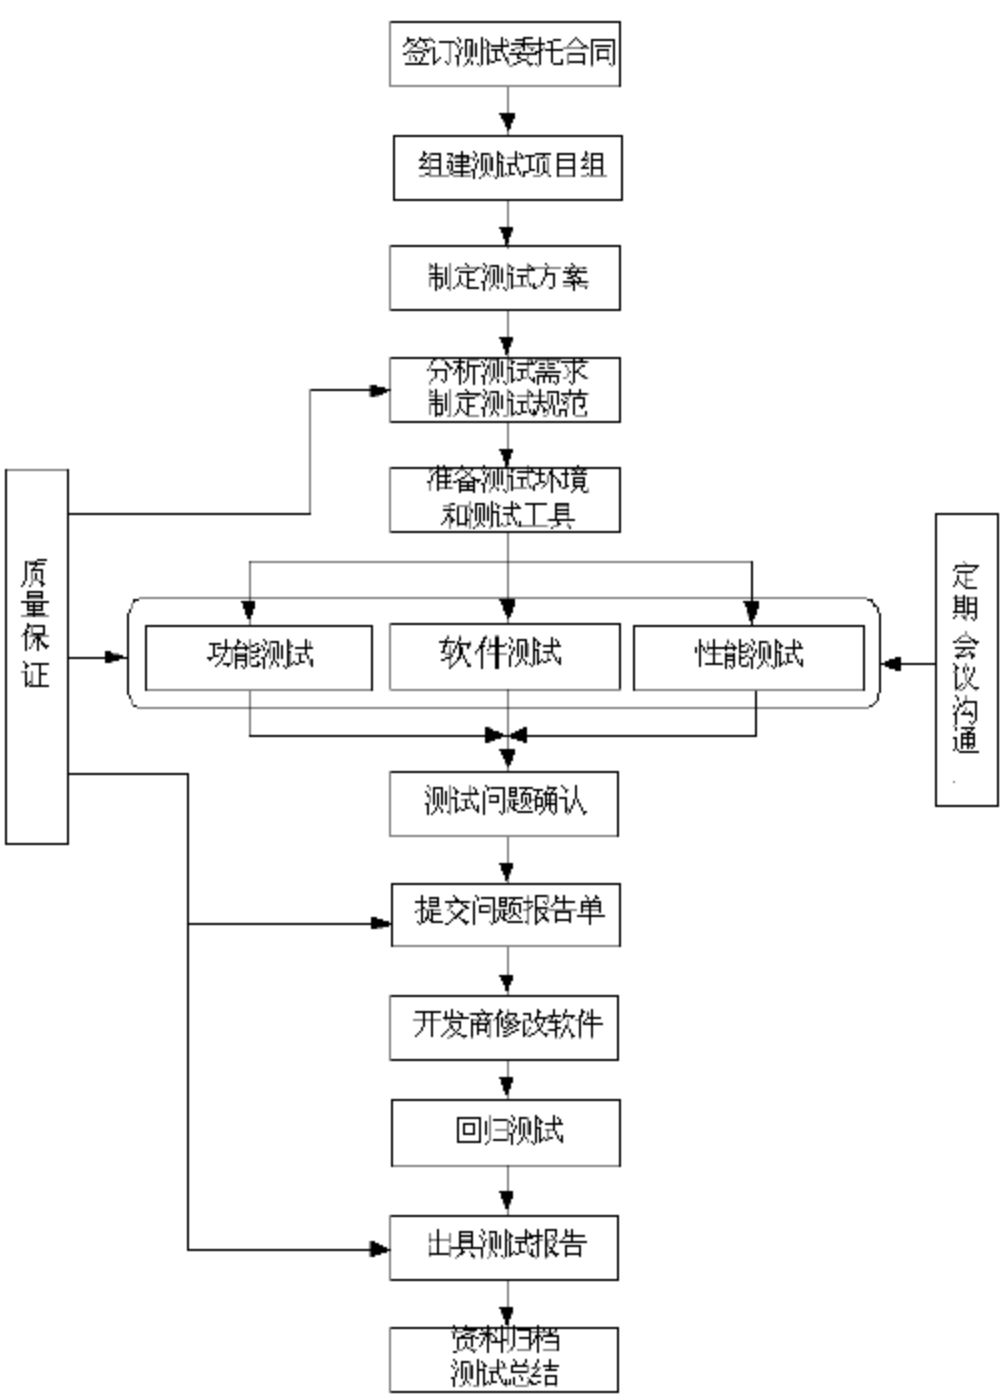 签订测试委托合同
组建测试项目组
制定测试方案
分析测试需求
制定测试规范
准备测试环境
和测试工具
质量保证
定期会议沟通
功能测试
软件测试
性能测试
测试问题确认
提交问题报告单
开发商修改软件
回归测试
出具测试报告
资料归档
测试总结